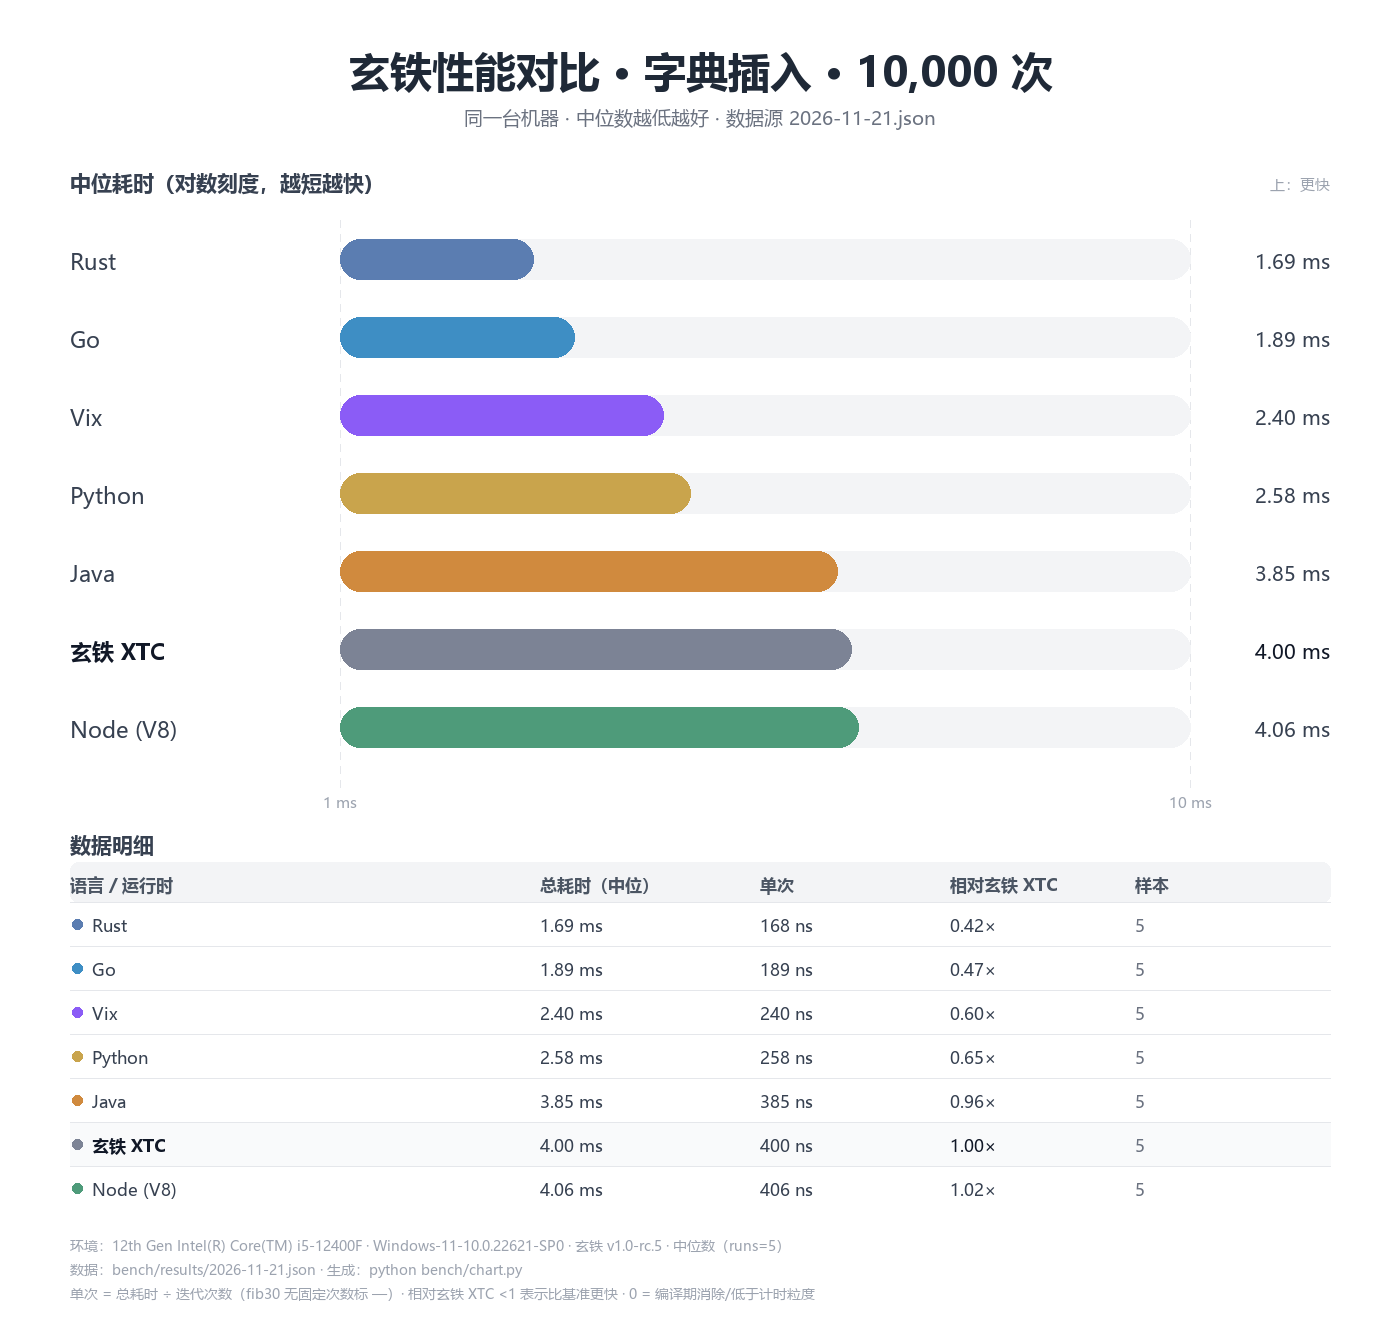 玄铁性能对比 · 字典插入 · 10,000 次
同一台机器 · 中位数越低越好 · 数据源 2026-11-21.json
中位耗时（对数刻度，越短越快） 上：更快
Rust 1.69 ms
Go 1.89 ms
Vix 2.40 ms
Python 2.58 ms
Java 3.85 ms
玄铁 XTC 4.00 ms
Node (V8) 4.06 ms
1 ms 10 ms
数据明细
语言 / 运行时 总耗时（中位） 单次 相对玄铁 XTC 样本
Rust 1.69 ms 168 ns 0.42× 5
Go 1.89 ms 189 ns 0.47× 5
Vix 2.40 ms 240 ns 0.60× 5
Python 2.58 ms 258 ns 0.65× 5
Java 3.85 ms 385 ns 0.96× 5
玄铁 XTC 4.00 ms 400 ns 1.00× 5
Node (V8) 4.06 ms 406 ns 1.02× 5
环境：12th Gen Intel(R) Core(TM) i5-12400F · Windows-11-10.0.22621-SP0 · 玄铁 v1.0-rc.5 · 中位数（runs=5）
数据：bench/results/2026-11-21.json · 生成：python bench/chart.py
单次 = 总耗时 ÷ 迭代次数（fib30 无固定次数标 —）· 相对玄铁 XTC <1 表示比基准更快 · 0 = 编译期消除/低于计时粒度